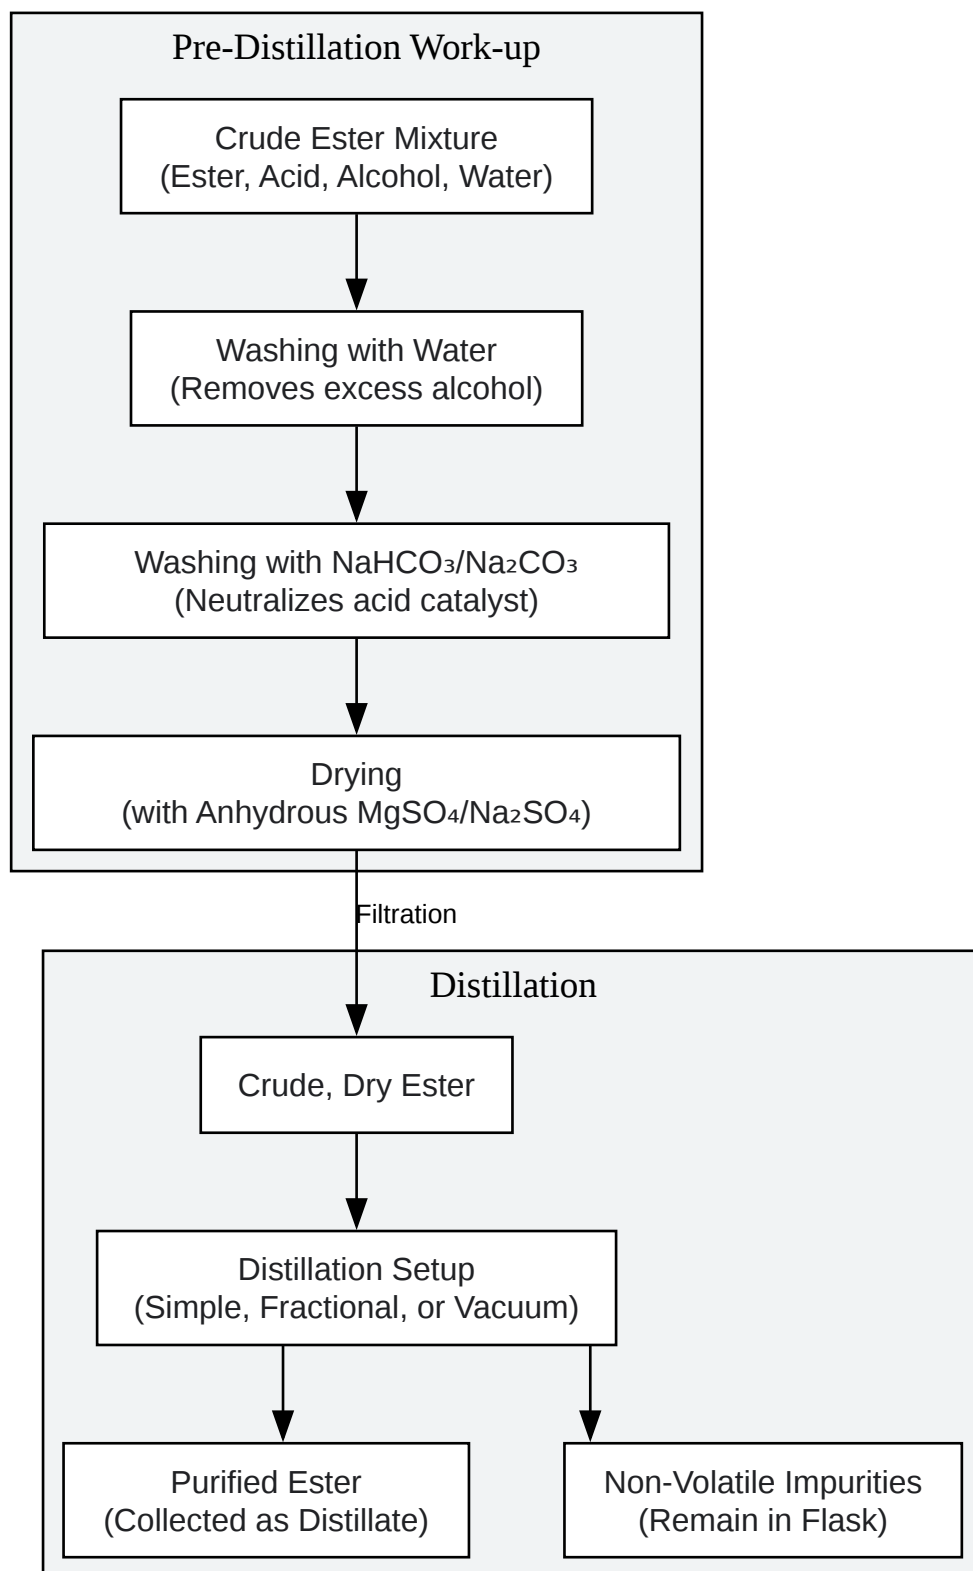 Pre-Distillation Work-up
Crude Ester Mixture
(Ester, Acid, Alcohol, Water)
Washing with Water
(Removes excess alcohol)
Washing with NaHCO₃/Na₂CO₃
(Neutralizes acid catalyst)
Drying
(with Anhydrous MgSO₄/Na₂SO₄)
Filtration
Distillation
Crude, Dry Ester
Distillation Setup
(Simple, Fractional, or Vacuum)
Purified Ester
(Collected as Distillate)
Non-Volatile Impurities
(Remain in Flask)